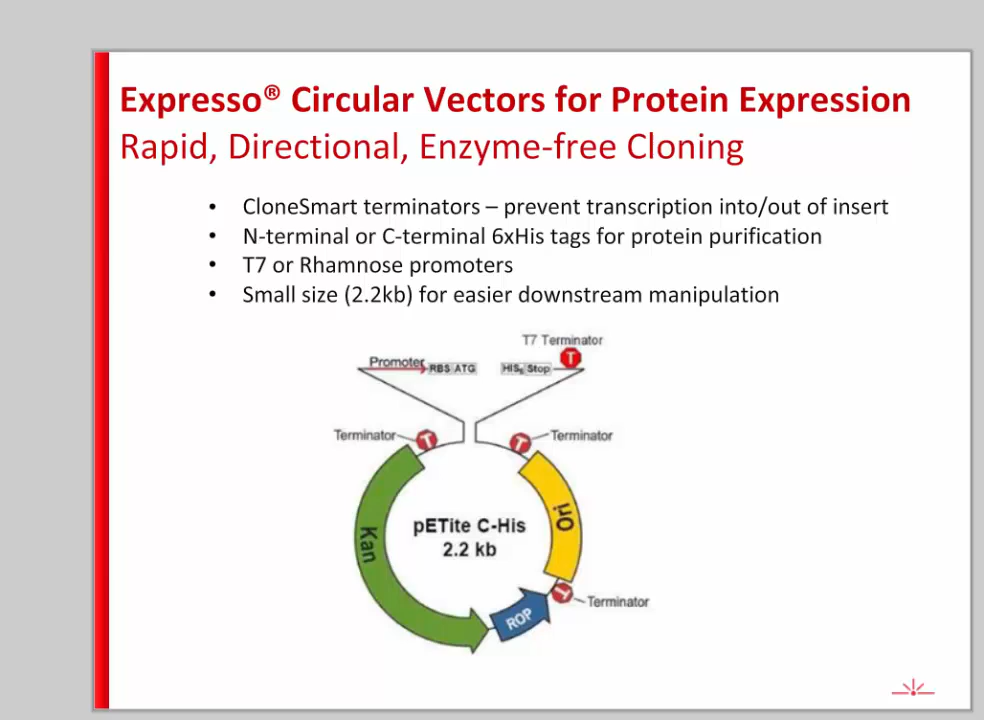 Expresso® Circular Vectors for Protein Expression
Rapid, Directional, Enzyme-free Cloning
• CloneSmart terminators – prevent transcription into/out of insert
• N-terminal or C-terminal 6xHis tags for protein purification
• T7 or Rhamnose promoters
• Small size (2.2kb) for easier downstream manipulation
T7 Terminator
T
Promoter RBS ATG HIS6 Stop
Terminator T T Terminator
Kan
Ori
pETite C-His
2.2 kb
T Terminator
ROP